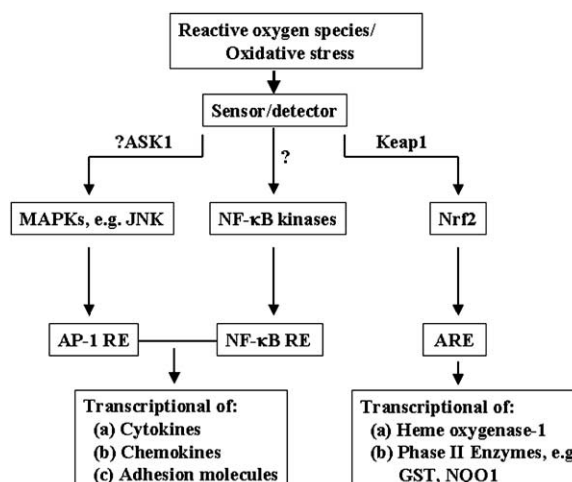 Reactive oxygen species/
Oxidative stress
Sensor/detector
?ASK1
?
Keap1
MAPKs, e.g. JNK
NF-κB kinases
Nrf2
AP-1 RE
NF-κB RE
ARE
Transcriptional of:
(a) Cytokines
(b) Chemokines
(c) Adhesion molecules
Transcriptional of:
(a) Heme oxygenase-1
(b) Phase II Enzymes, e.g
GST, NQO1